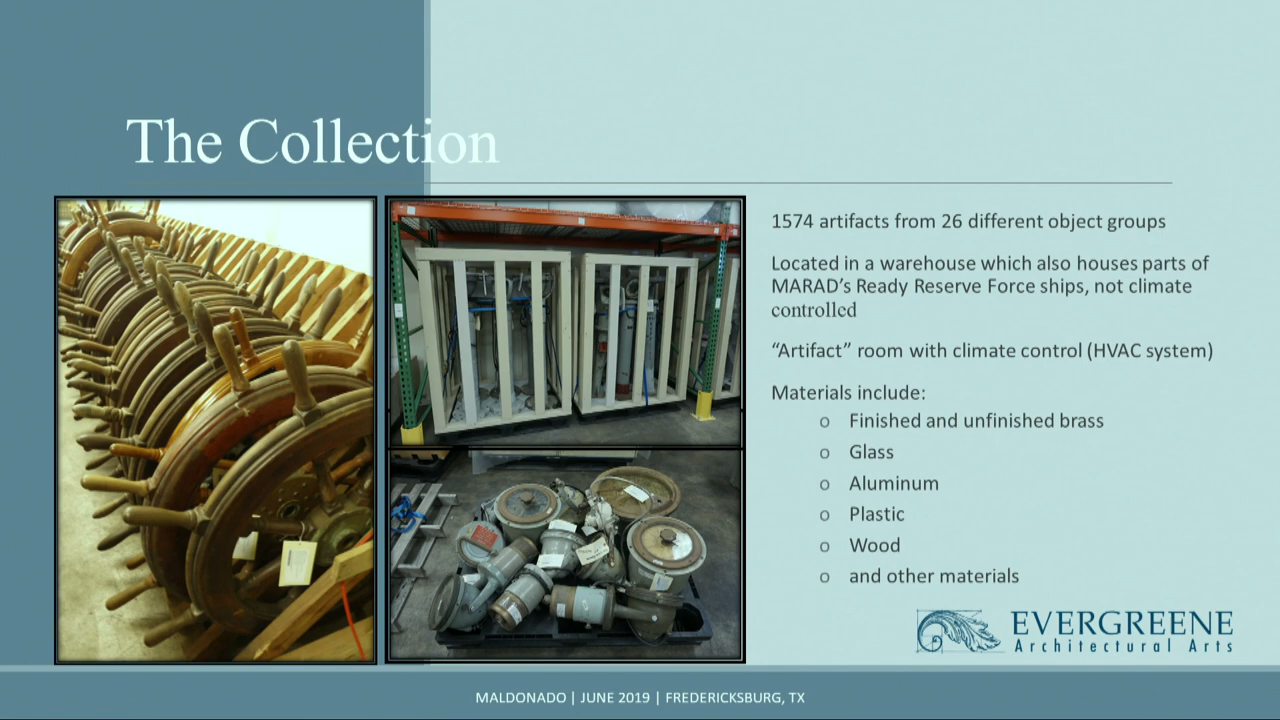 The Collection
1574 artifacts from 26 different object groups
Located in a warehouse which also houses parts of
MARAD’s Ready Reserve Force ships, not climate
controlled
“Artifact” room with climate control (HVAC system)
Materials include:
o Finished and unfinished brass
o Glass
o Aluminum
o Plastic
o Wood
o and other materials
EVERGREENE
Architectural Arts
MALDONADO | JUNE 2019 | FREDERICKSBURG, TX